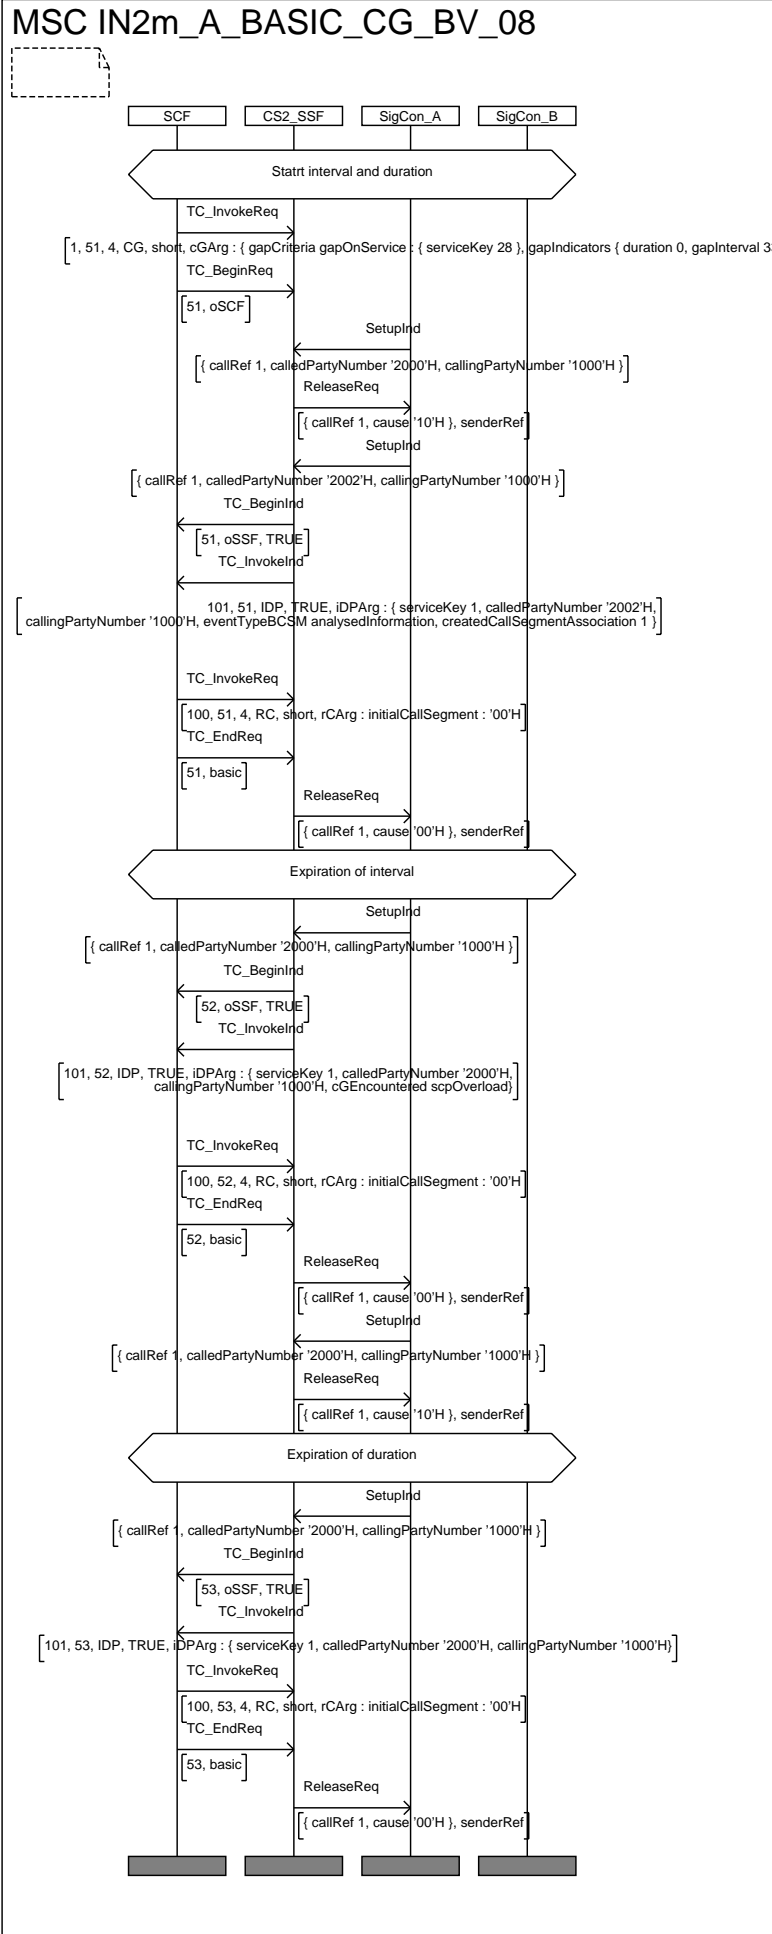 MSC IN2m_A_BASIC_CG_BV_08
SCF CS2_SSF SigCon_A SigCon_B
Statrt interval and duration
TC_InvokeReq
1, 51, 4, CG, short, cGArg : { gapCriteria gapOnService : { serviceKey 28 }, gapIndicators { duration 0, gapInterval
TC_BeginReq
51, oSCF
SetupInd
{ callRef 1, calledPartyNumber '2000'H, callingPartyNumber '1000'H }
ReleaseReq
{ callRef 1, cause '10'H }, senderRef
SetupInd
{ callRef 1, calledPartyNumber '2002'H, callingPartyNumber '1000'H }
TC_BeginInd
51, oSSF, TRUE
TC_InvokeInd
101, 51, IDP, TRUE, iDPArg : { serviceKey 1, calledPartyNumber '2002'H,
callingPartyNumber '1000'H, eventTypeBCSM analysedInformation, createdCallSegmentAssociation 1 }
TC_InvokeReq
100, 51, 4, RC, short, rCArg : initialCallSegment : '00'H
TC_EndReq
51, basic
ReleaseReq
{ callRef 1, cause '00'H }, senderRef
Expiration of interval
SetupInd
{ callRef 1, calledPartyNumber '2000'H, callingPartyNumber '1000'H }
TC_BeginInd
52, oSSF, TRUE
TC_InvokeInd
101, 52, IDP, TRUE, iDPArg : { serviceKey 1, calledPartyNumber '2000'H,
callingPartyNumber '1000'H, cGEncountered scpOverload}
TC_InvokeReq
100, 52, 4, RC, short, rCArg : initialCallSegment : '00'H
TC_EndReq
52, basic
ReleaseReq
{ callRef 1, cause '00'H }, senderRef
SetupInd
{ callRef 1, calledPartyNumber '2000'H, callingPartyNumber '1000'H }
ReleaseReq
{ callRef 1, cause '10'H }, senderRef
Expiration of duration
SetupInd
{ callRef 1, calledPartyNumber '2000'H, callingPartyNumber '1000'H }
TC_BeginInd
53, oSSF, TRUE
TC_InvokeInd
101, 53, IDP, TRUE, iDPArg : { serviceKey 1, calledPartyNumber '2000'H, callingPartyNumber '1000'H}
TC_InvokeReq
100, 53, 4, RC, short, rCArg : initialCallSegment : '00'H
TC_EndReq
53, basic
ReleaseReq
{ callRef 1, cause '00'H }, senderRef